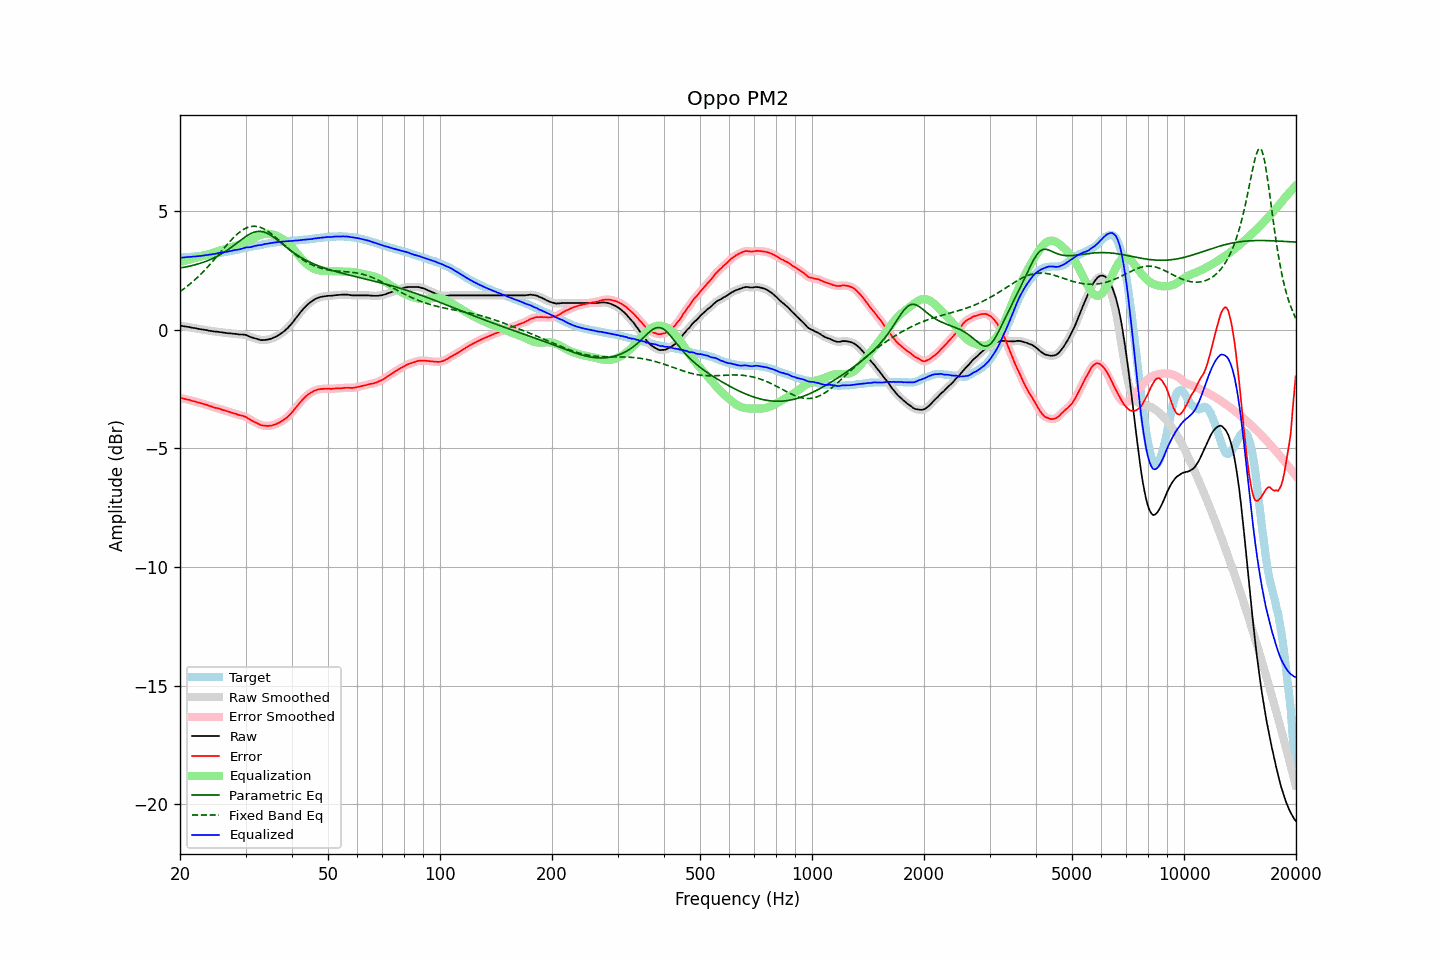 Oppo PM2
Amplitude (dBr)
5
0
−5
−10
−15
−20
Target
Raw Smoothed
Error Smoothed
Raw
Error
Equalization
Parametric Eq
Fixed Band Eq
Equalized
20 50 100 200 500 1000 2000 5000 10000 20000
Frequency (Hz)